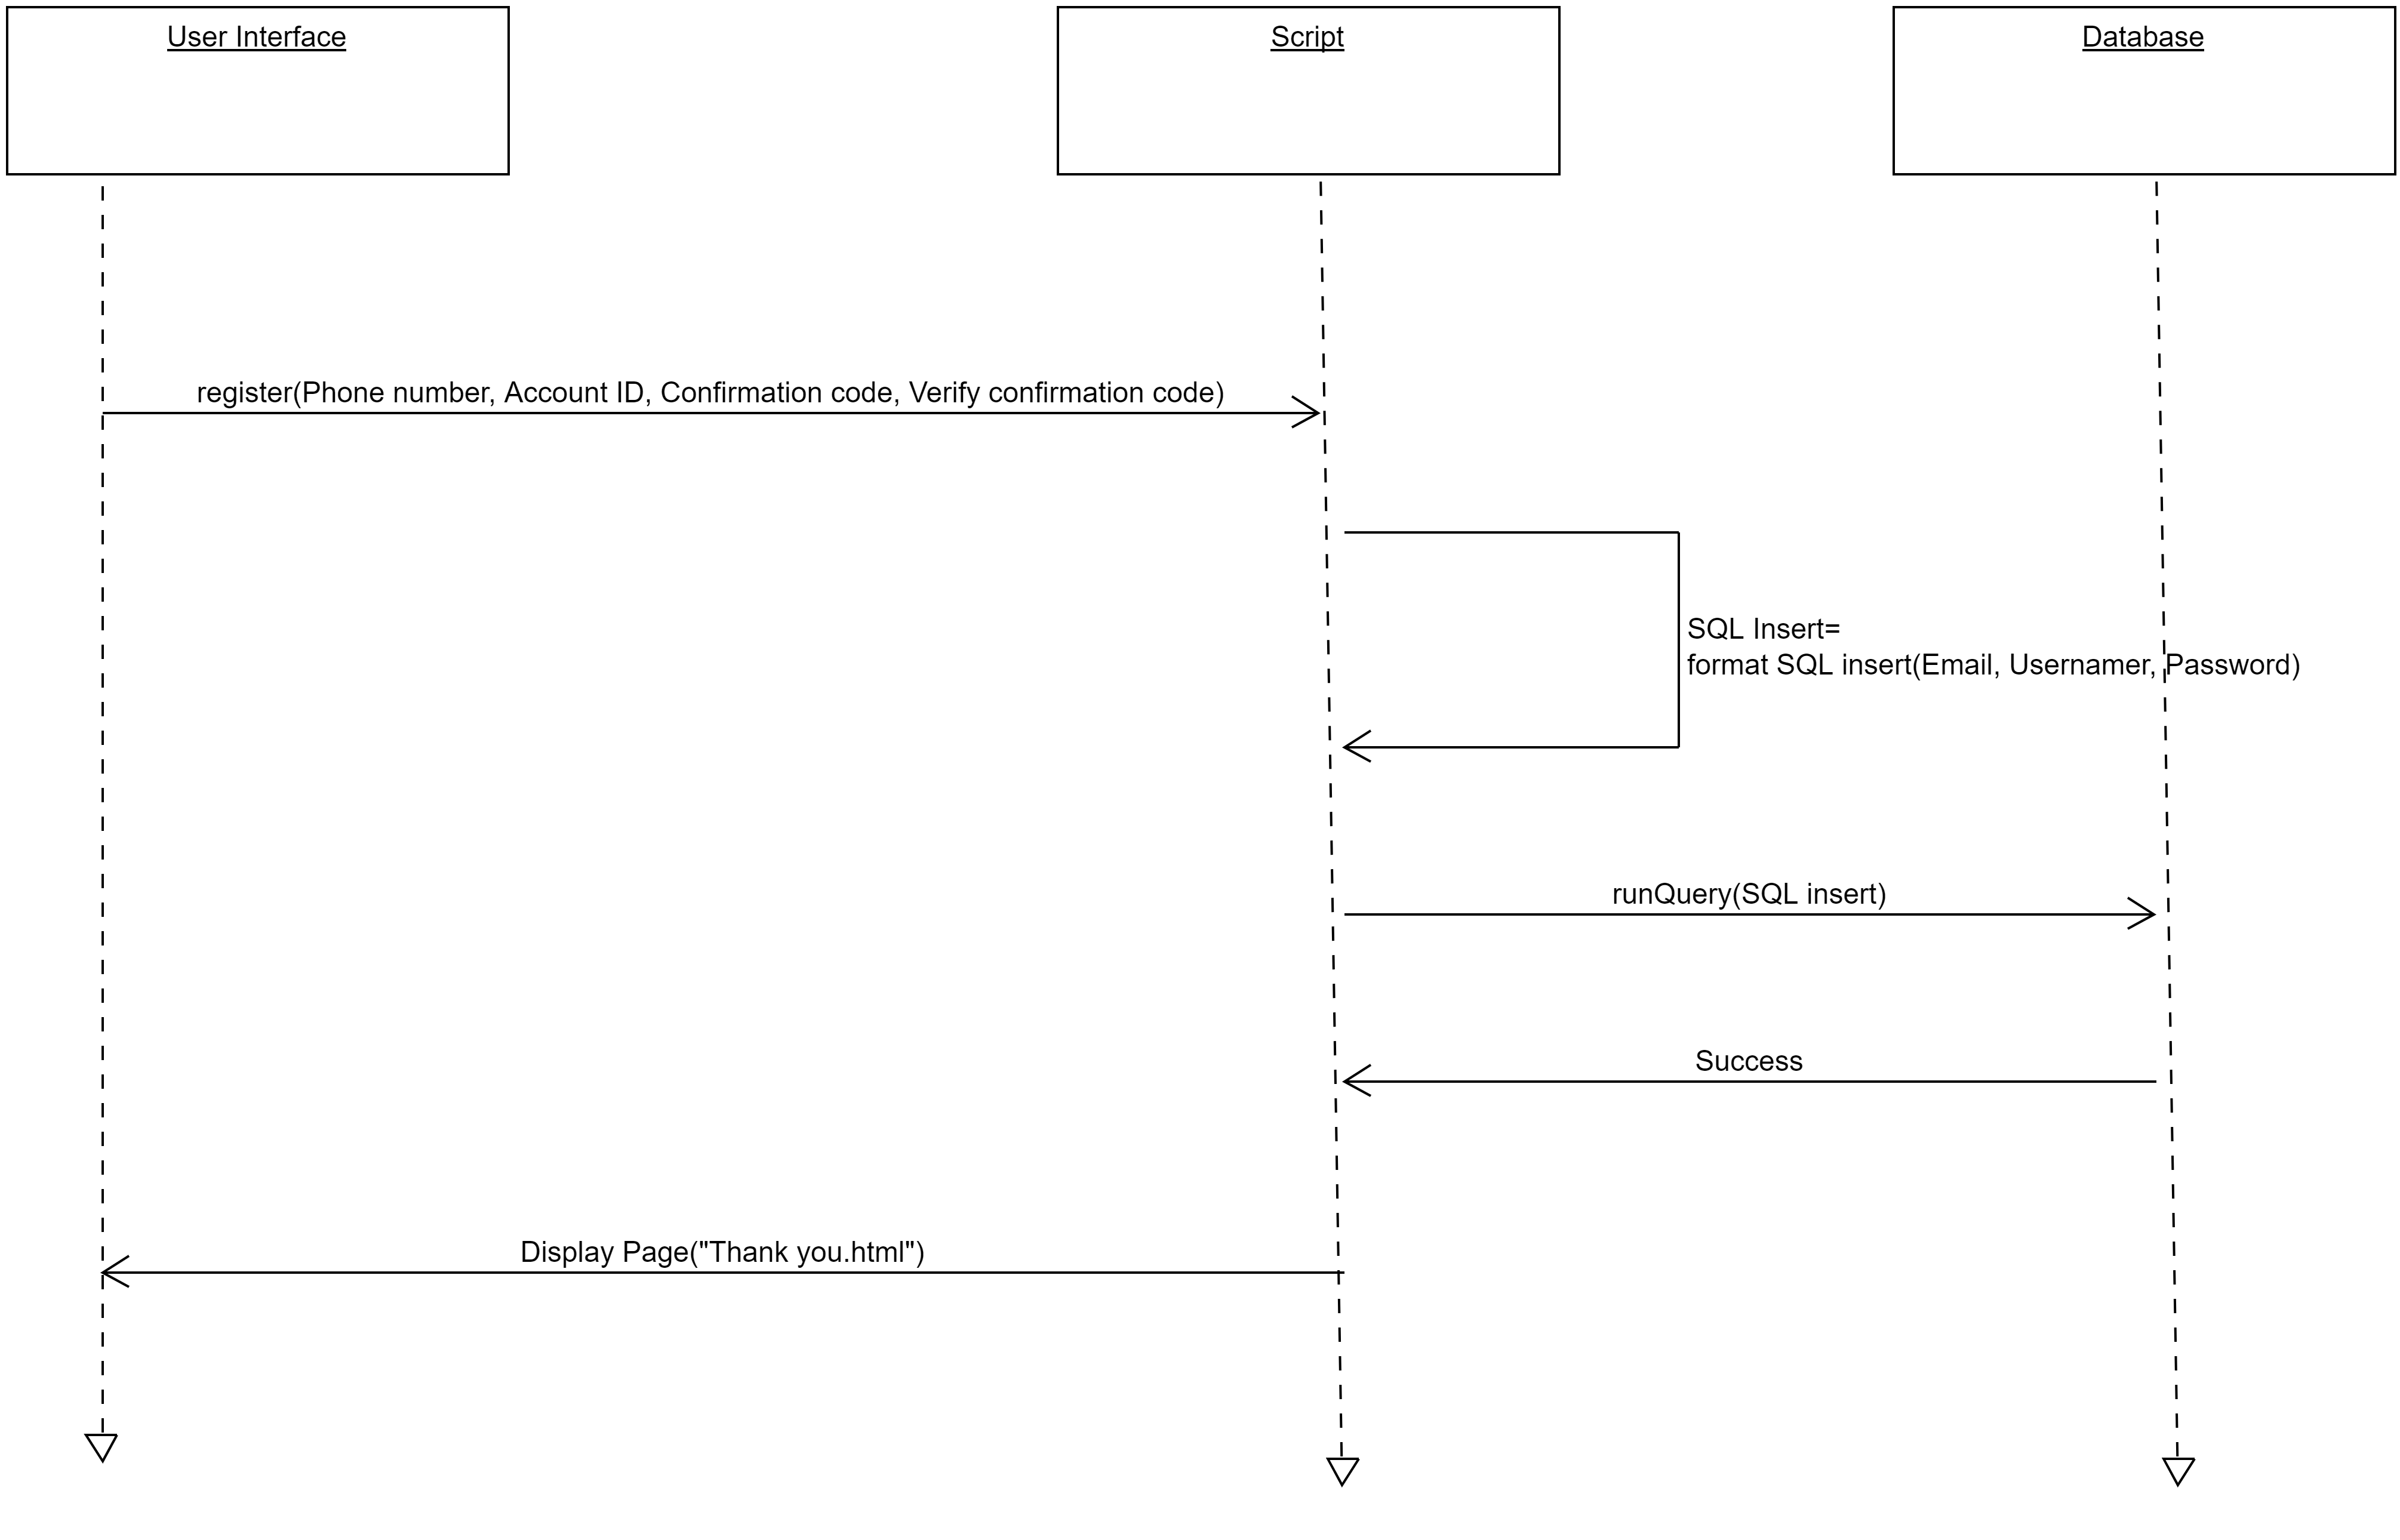 User Interface
Script
Database
register(Phone number, Account ID, Confirmation code, Verify confirmation code)
SQL Insert=
format SQL insert(Email, Usernamer, Password)
runQuery(SQL insert)
Success
Display Page("Thank you.html")